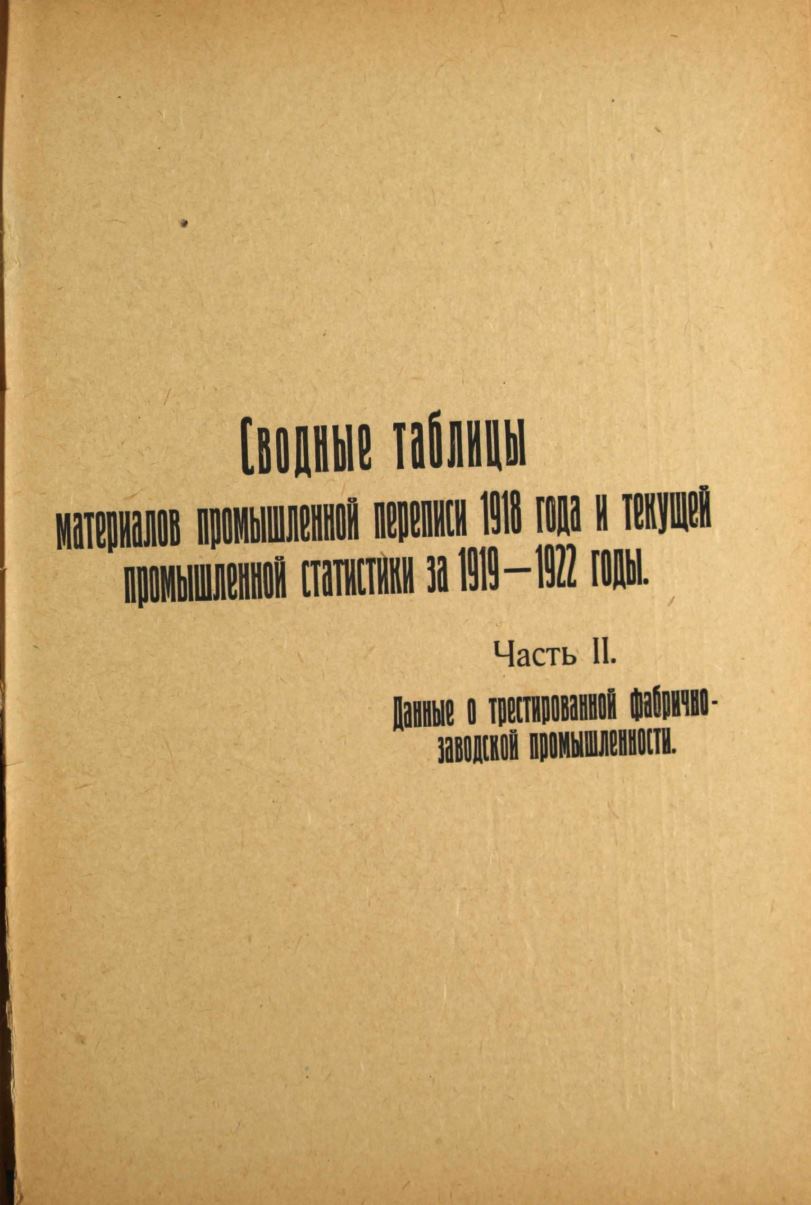 Сводные таблицы
материалов промышленной переписи 1918 года и текущей
промышленной статистики за 1919—1922 годы.
Часть II.
Данные о трестированной фабрично-
заводской промышленности.